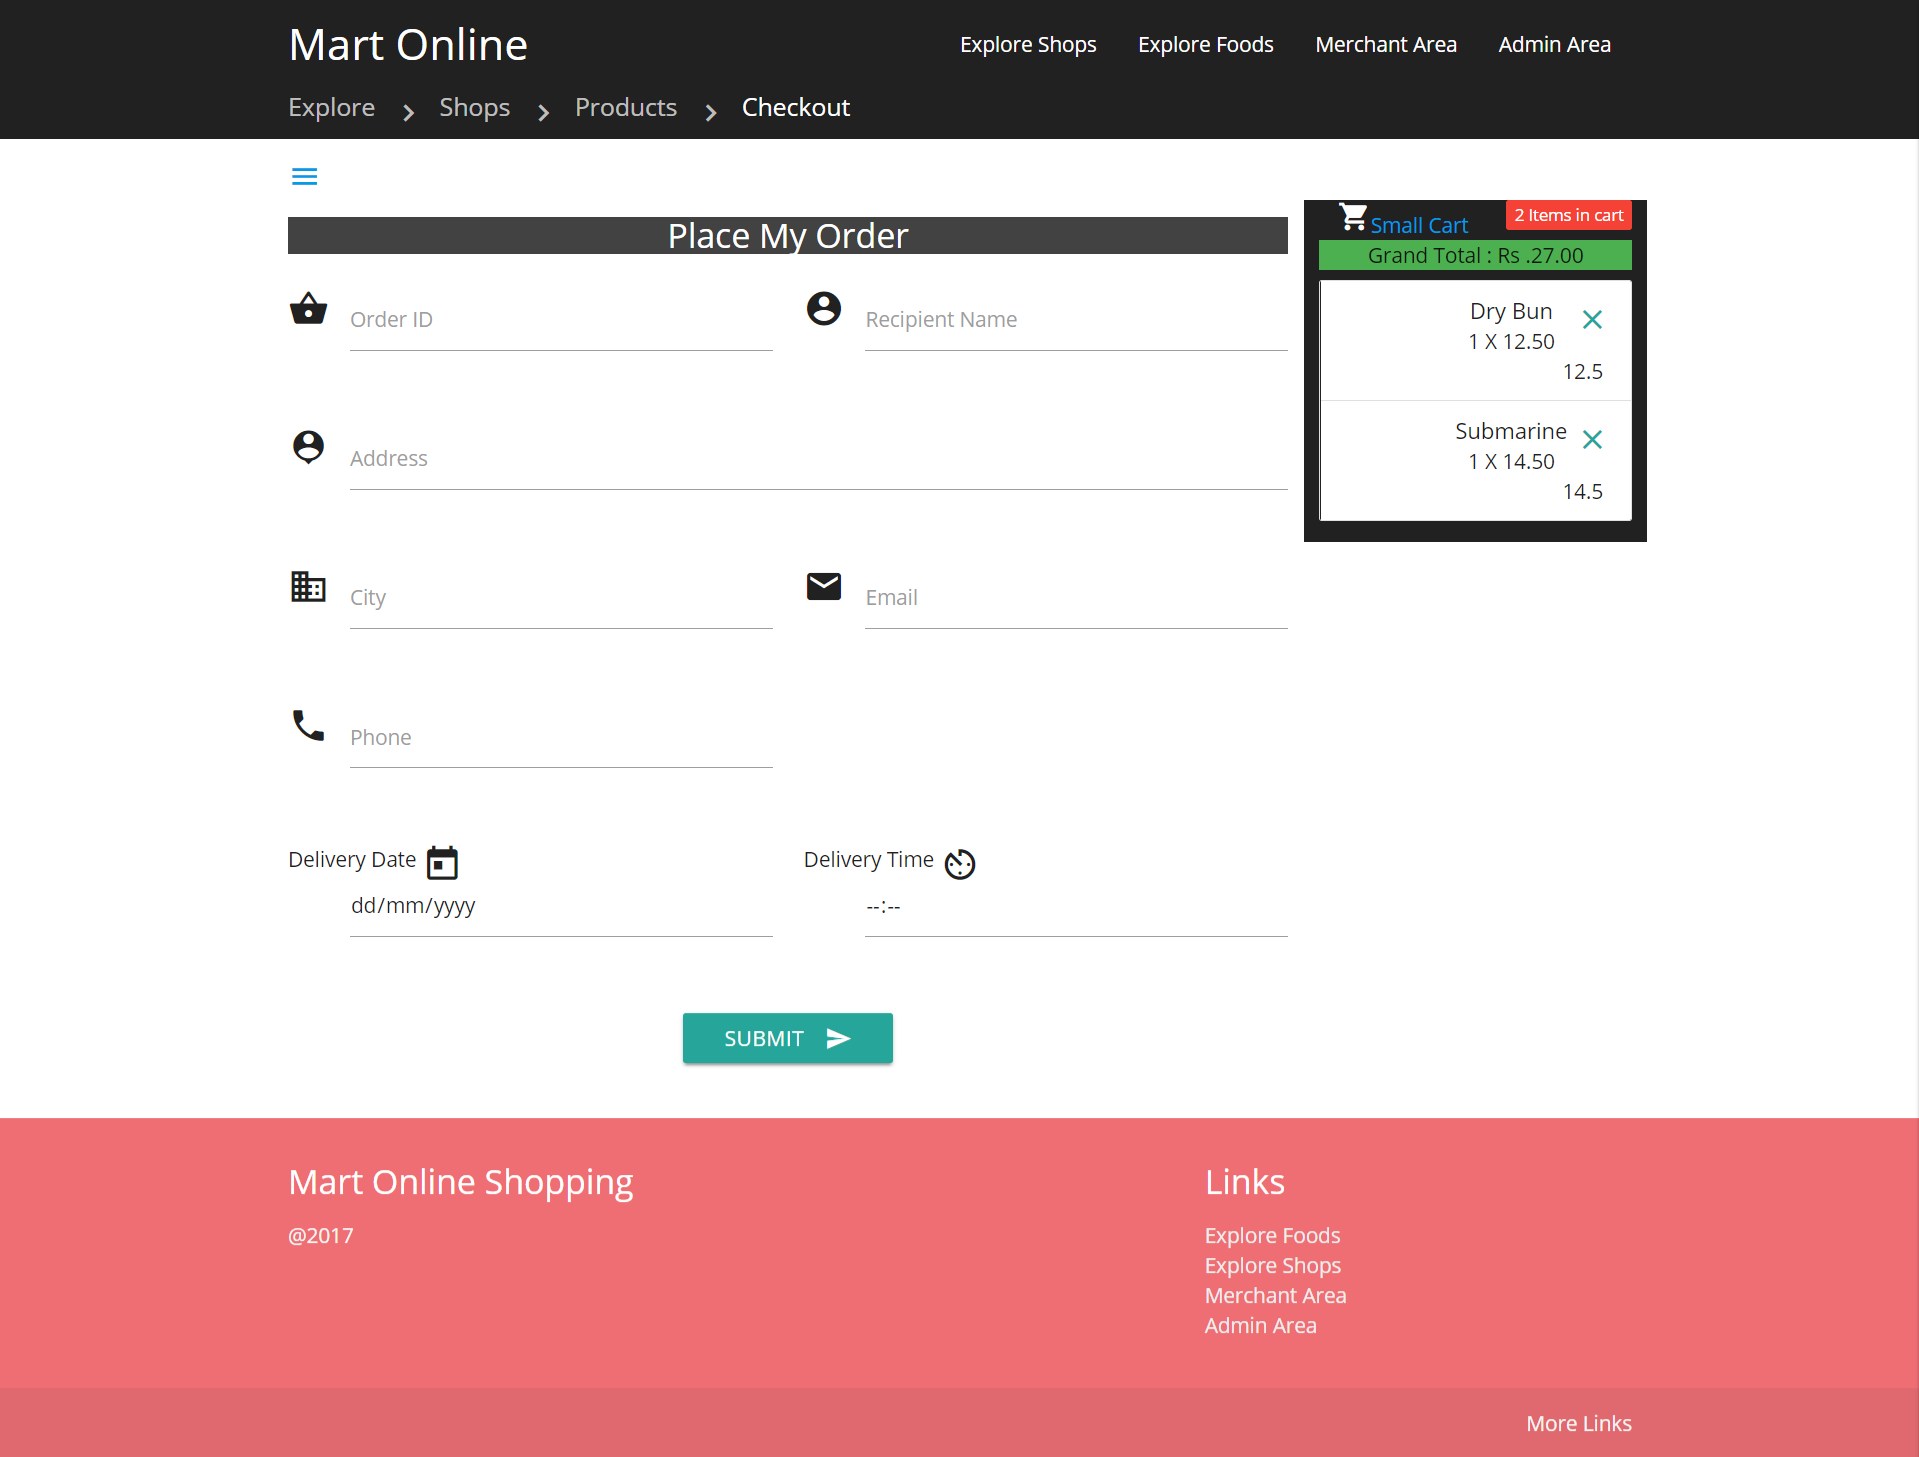 Mart Online
Explore Shops
Explore Foods
Merchant Area
Admin Area
Explore
Shops
Products
Checkout
Place My Order
Order ID
Recipient Name
Address
City
Email
Phone
Delivery Date
Delivery Time
dd/mm/yyyy
--:--
SUBMIT
Small Cart
2 Items in cart
Grand Total : Rs .27.00
Dry Bun
1 X 12.50
12.5
Submarine
1 X 14.50
14.5
Mart Online Shopping
@2017
Links
Explore Foods
Explore Shops
Merchant Area
Admin Area
More Links